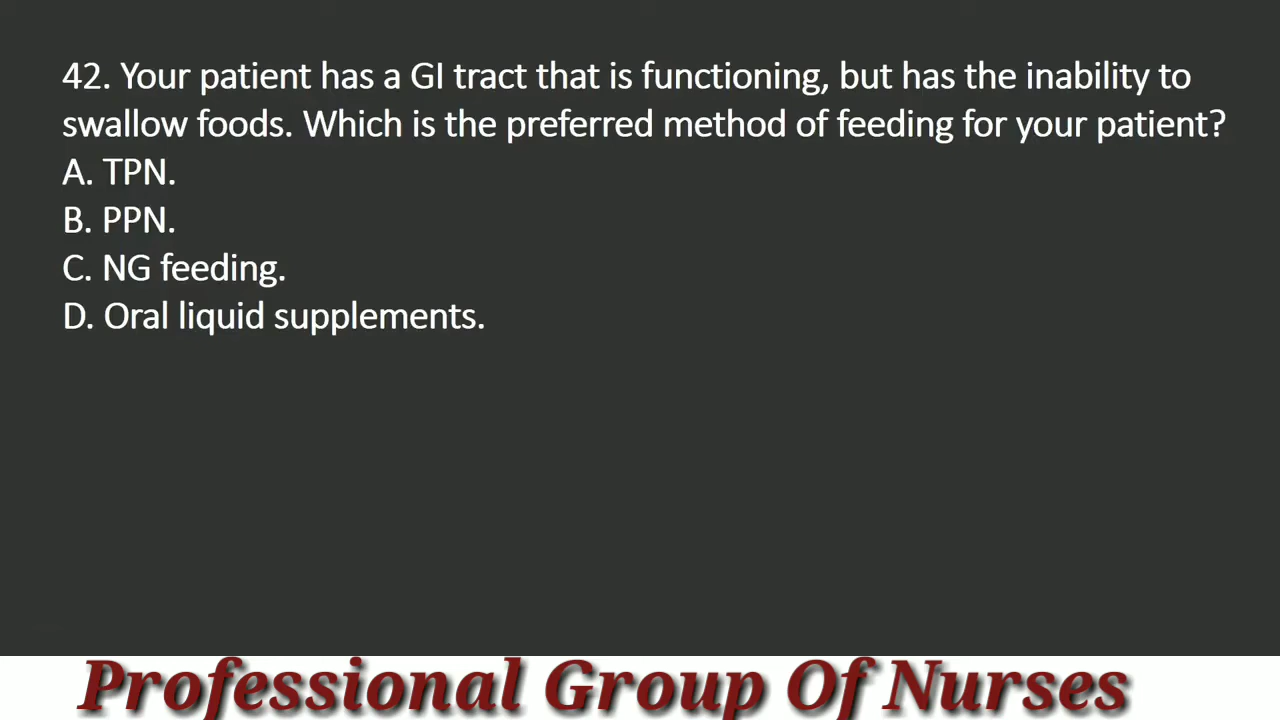 42. Your patient has a GI tract that is functioning, but has the inability to
swallow foods. Which is the preferred method of feeding for your patient?
A. TPN.
B. PPN.
C. NG feeding.
D. Oral liquid supplements.
Professional Group Of Nurses